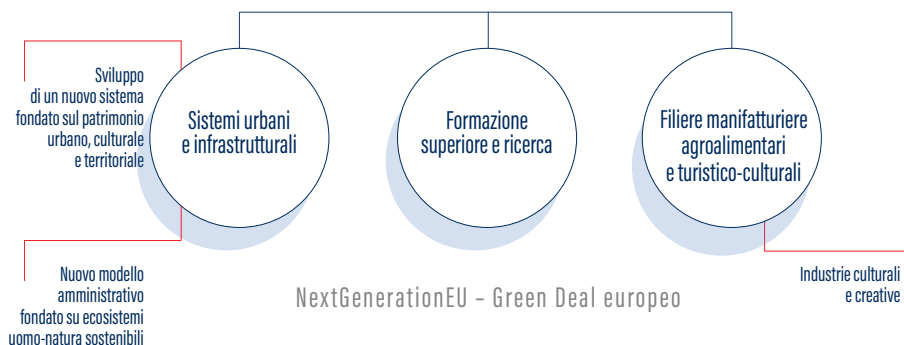 Sviluppo
di un nuovo sistema
fondato sul patrimonio
urbano, culturale
e territoriale
Sistemi urbani
e infrastrutturali
Formazione
superiore e ricerca
Filiere manifatturiere
agroalimentari
e turistico-culturali
Nuovo modello
amministrativo
fondato su ecosistemi
uomo-natura sostenibili
NextGenerationEU – Green Deal europeo
Industrie culturali
e creative